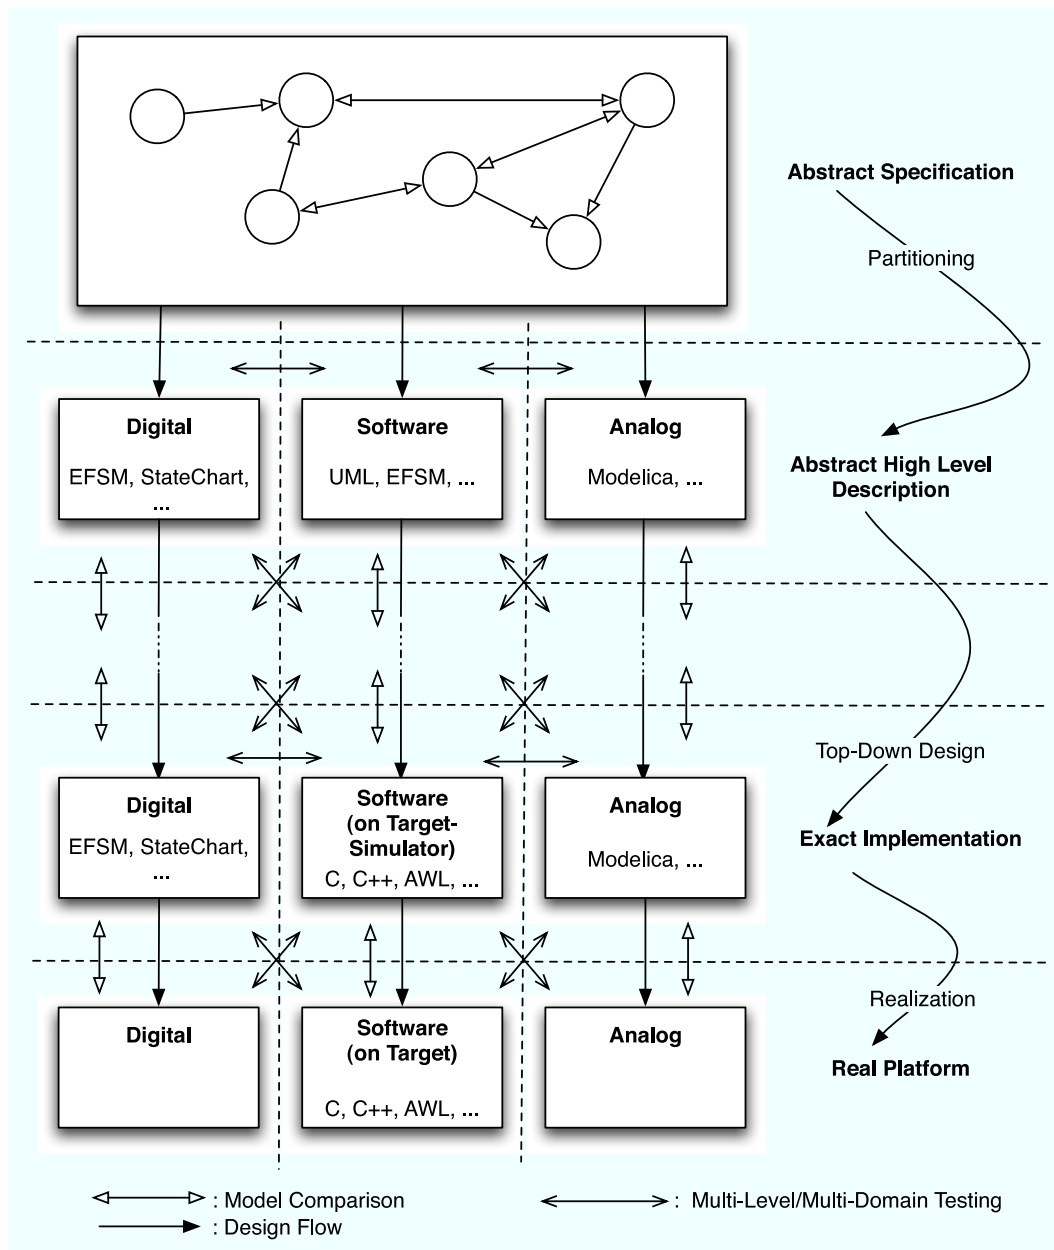 Abstract Specification
Partitioning
Digital
EFSM, StateChart,
...
Software
UML, EFSM, ...
Analog
Modelica, ...
Abstract High Level
Description
Top-Down Design
Digital
EFSM, StateChart,
...
Software
(on Target-
Simulator)
C, C++, AWL, ...
Analog
Modelica, ...
Exact Implementation
Realization
Digital
Software
(on Target)
C, C++, AWL, ...
Analog
Real Platform
: Model Comparison
: Design Flow
: Multi-Level/Multi-Domain Testing